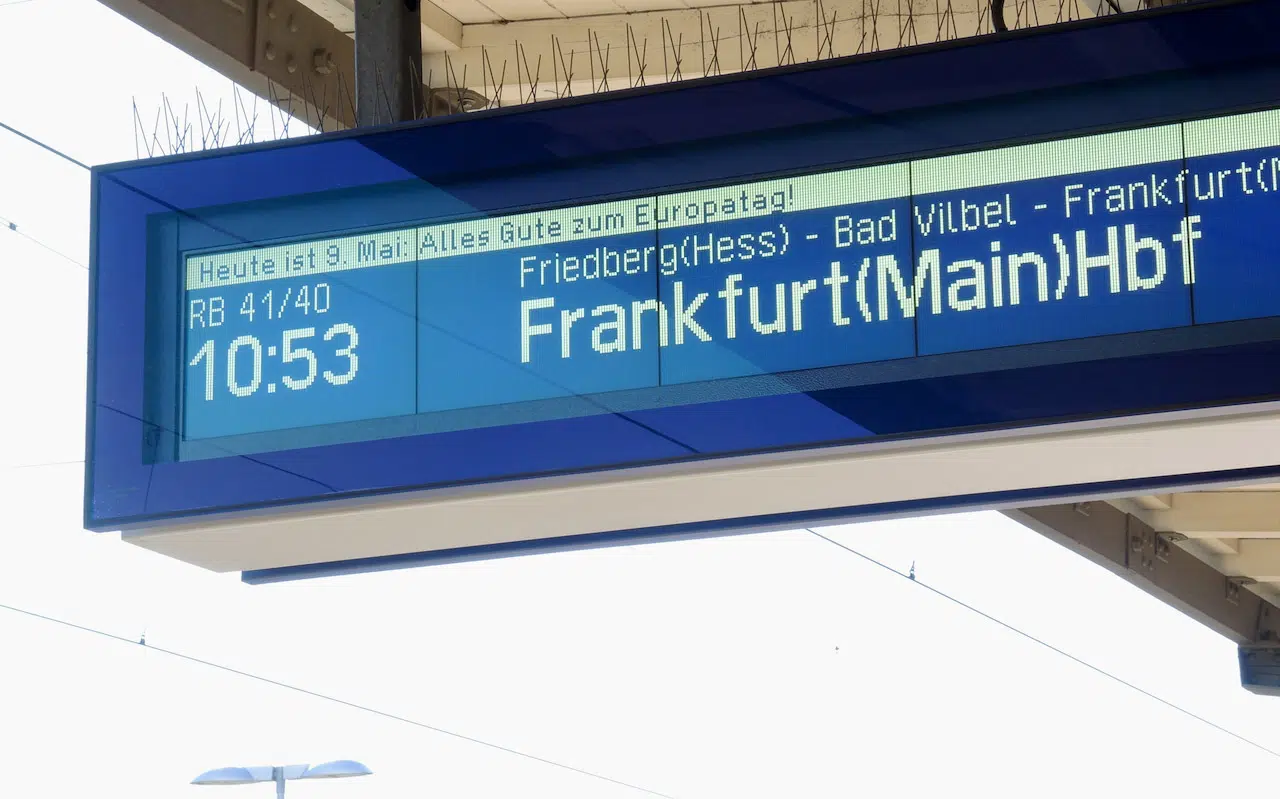 Heute ist 9. Mai: Alles Gute zum Europatag!
RB 41/40
Friedberg(Hess) - Bad Vilbel - Frankfurt(
10:53
Frankfurt(Main)Hbf